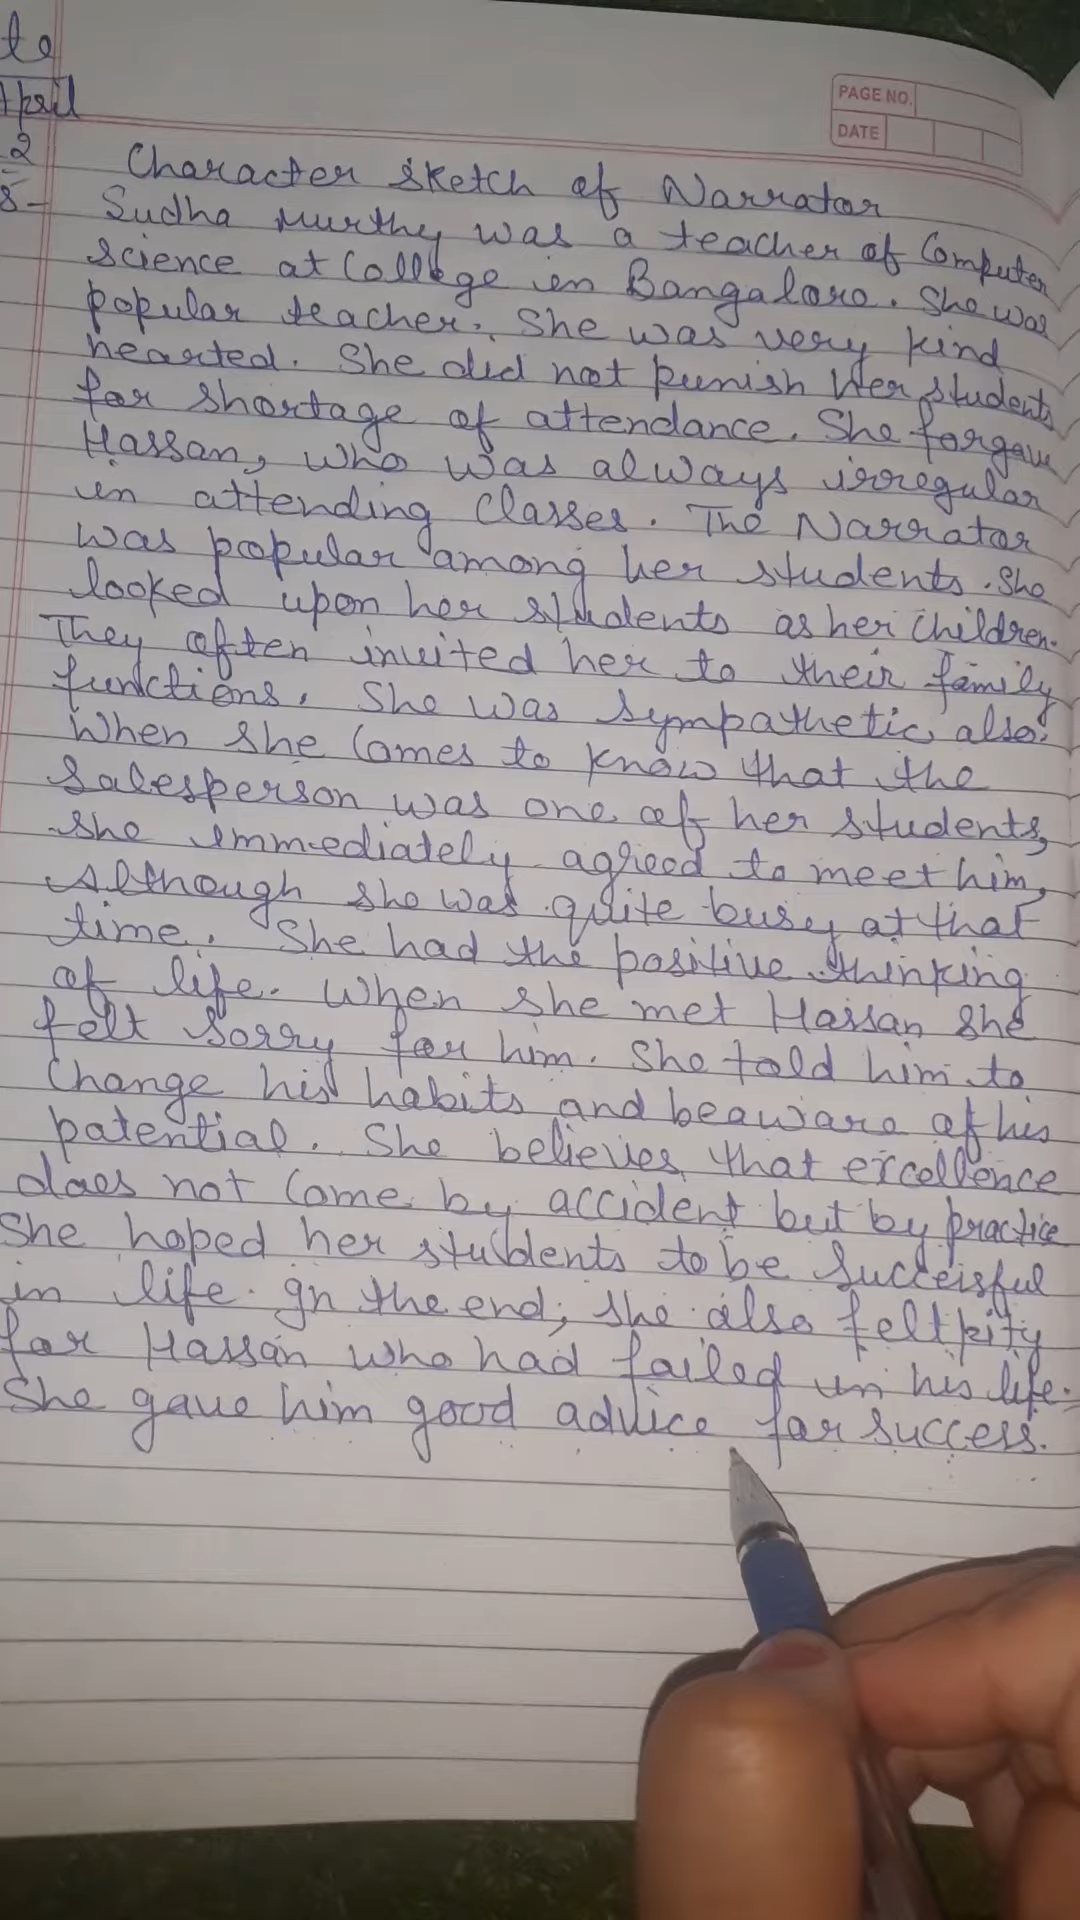 te
April
2
8-
PAGE NO.
DATE
Character sketch of Narrator
Sudha Murthy was a teacher of Computer
science at College in Bangalore. She was
popular teacher. She was very kind
hearted. She did not punish her students
for shortage of attendance. She forgave
Hassan, who was always irregular
in attending classes. The Narrator
was popular among her students. She
looked upon her students as her children.
They often invited her to their family
functions. She was sympathetic also.
When she comes to know that the
salesperson was one of her students,
she immediately agreed to meet him,
Although she was quite busy at that
time. She had the positive thinking
of life. When she met Hassan she
felt sorry for him. She told him to
change his habits and beaware of his
potential. She believes that excellence
does not come by accident but by practice
She hoped her students to be successful
in life. In the end, she also felt pity
for Hassan who had failed in his life.
She gave him good advice for success.